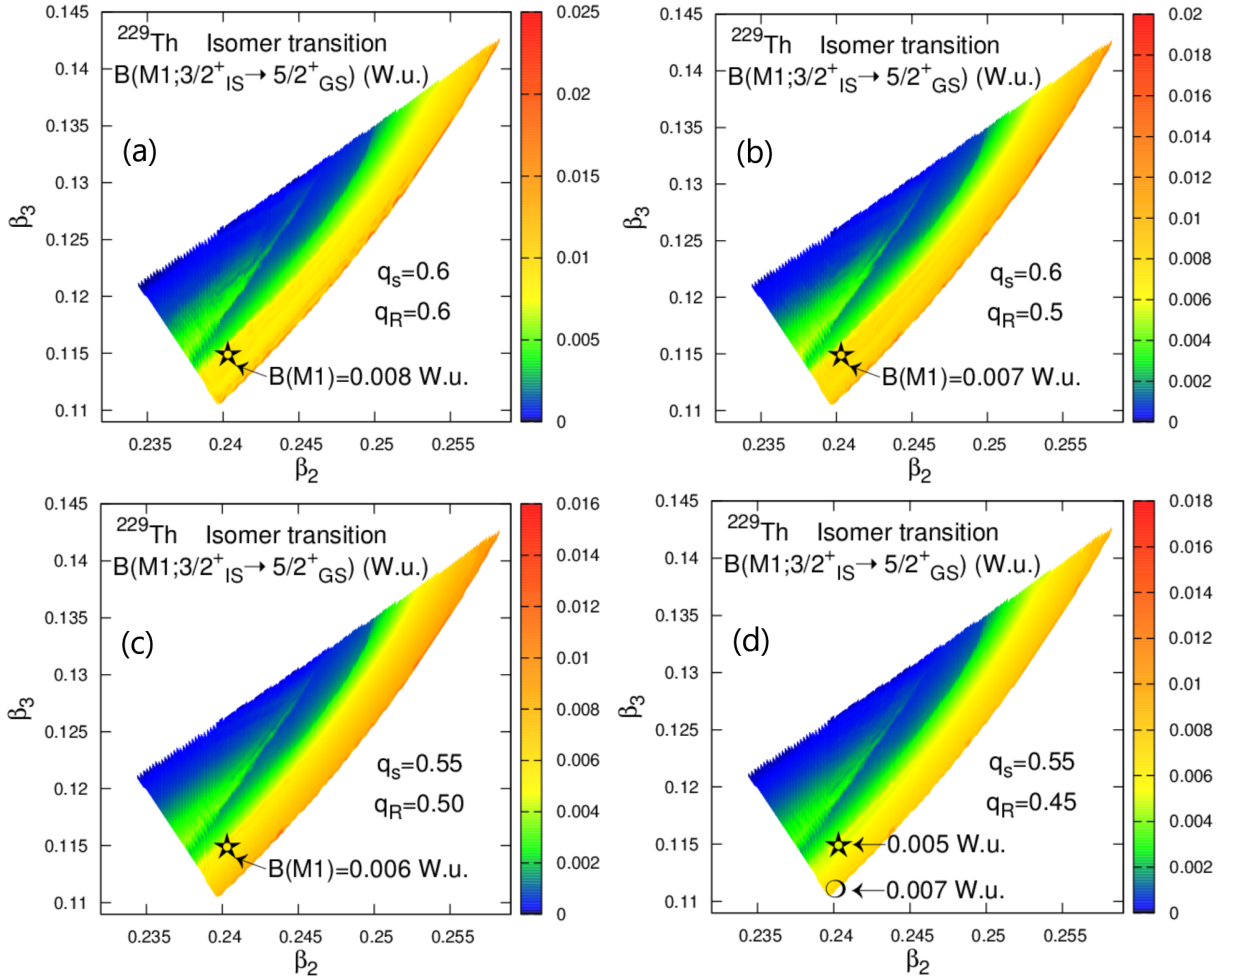 0.145
0.14
0.135
0.13
0.125
0.12
0.115
0.11
β3
229Th Isomer transition
B(M1;3/2+IS→ 5/2+GS) (W.u.)
(a)
qs=0.6
qR=0.6
B(M1)=0.008 W.u.
0.235 0.24 0.245 0.25 0.255
β2
0.025
0.02
0.015
0.01
0.005
0
0.145
0.14
0.135
0.13
0.125
0.12
0.115
0.11
β3
229Th Isomer transition
B(M1;3/2+IS→ 5/2+GS) (W.u.)
(b)
qs=0.6
qR=0.5
B(M1)=0.007 W.u.
0.235 0.24 0.245 0.25 0.255
β2
0.02
0.018
0.016
0.014
0.012
0.01
0.008
0.006
0.004
0.002
0
0.145
0.14
0.135
0.13
0.125
0.12
0.115
0.11
β3
229Th Isomer transition
B(M1;3/2+IS→ 5/2+GS) (W.u.)
(c)
qs=0.55
qR=0.50
B(M1)=0.006 W.u.
0.235 0.24 0.245 0.25 0.255
β2
0.016
0.014
0.012
0.01
0.008
0.006
0.004
0.002
0
0.145
0.14
0.135
0.13
0.125
0.12
0.115
0.11
β3
229Th Isomer transition
B(M1;3/2+IS→ 5/2+GS) (W.u.)
(d)
qs=0.55
qR=0.45
0.005 W.u.
0.007 W.u.
0.235 0.24 0.245 0.25 0.255
β2
0.018
0.016
0.014
0.012
0.01
0.008
0.006
0.004
0.002
0